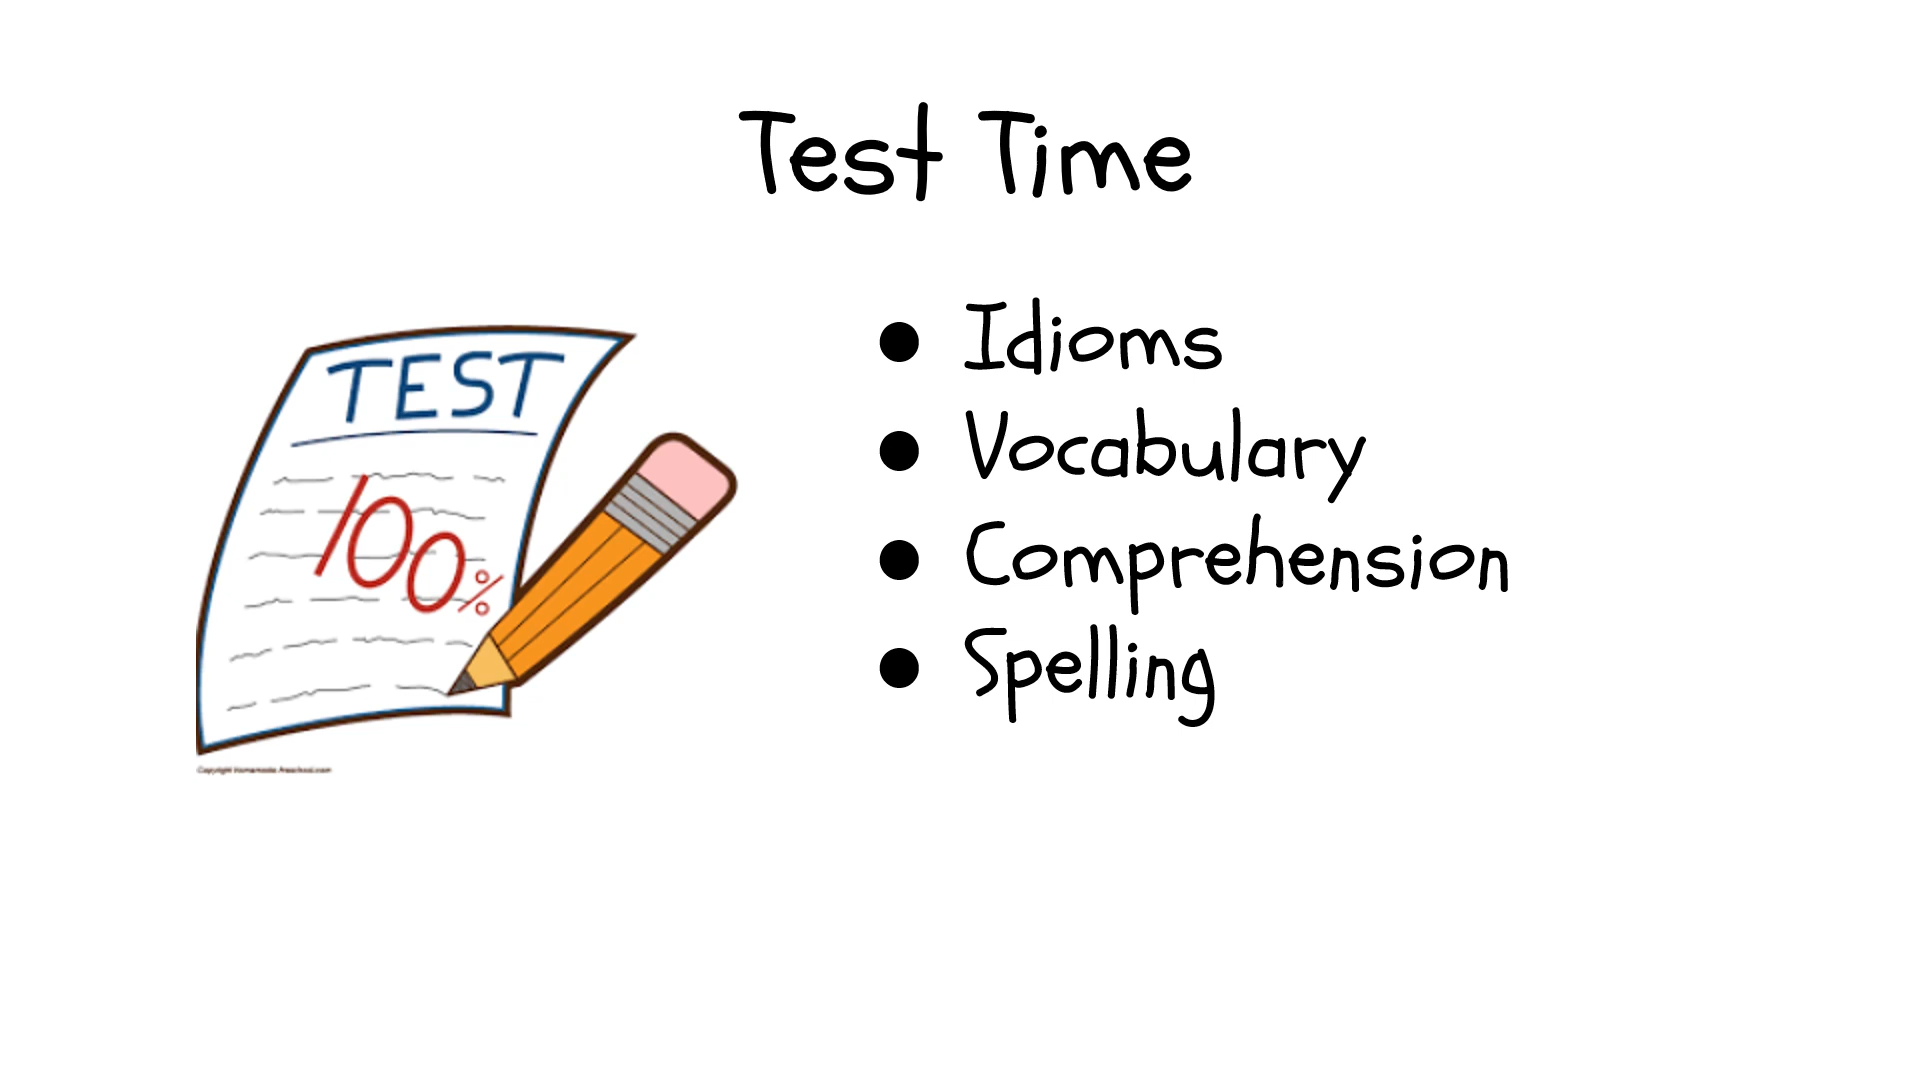 Test Time
TEST
100%
Idioms
Vocabulary
Comprehension
Spelling